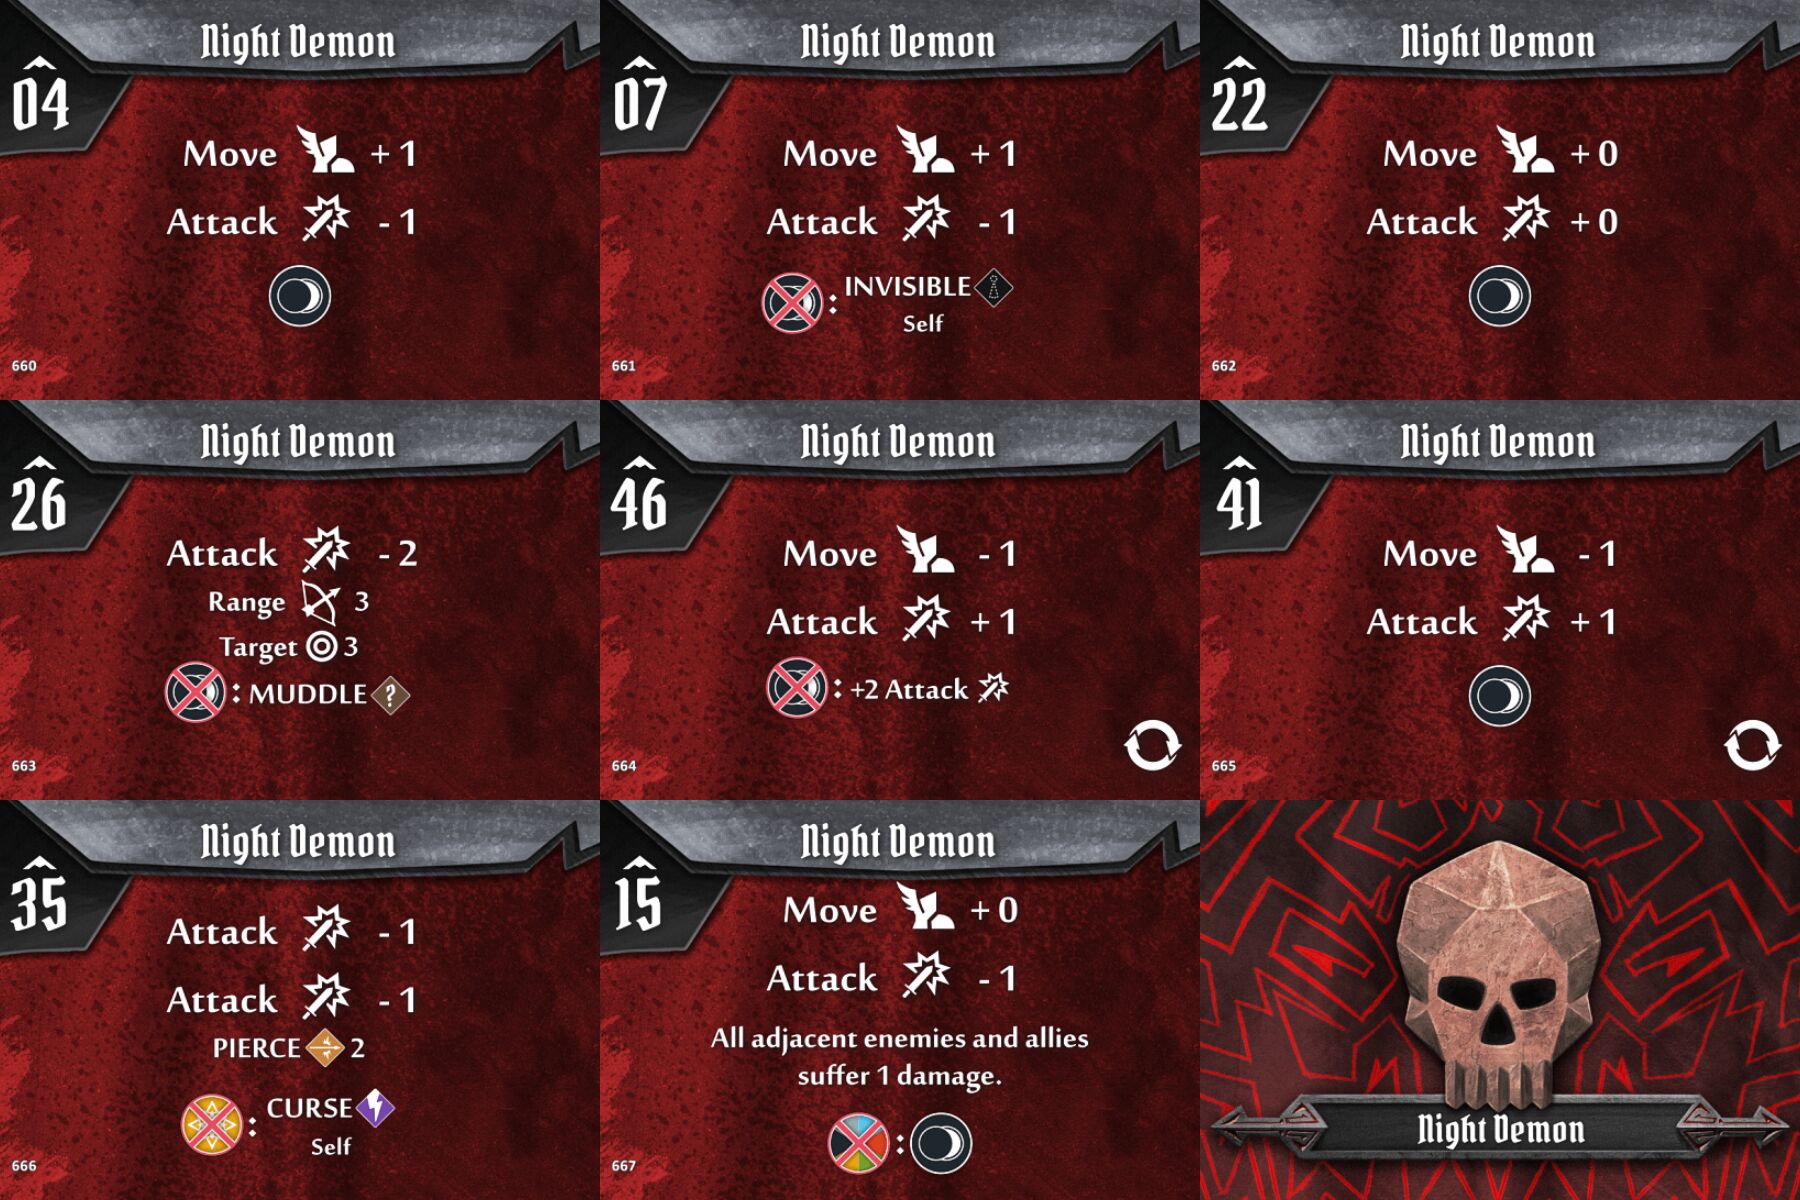 Night Demon
04
Move + 1
Attack - 1
660
Night Demon
07
Move + 1
Attack - 1
: INVISIBLE
Self
661
Night Demon
22
Move + 0
Attack + 0
662
Night Demon
26
Attack - 2
Range 3
Target 3
: MUDDLE ?
663
Night Demon
46
Move - 1
Attack + 1
: +2 Attack
664
Night Demon
41
Move - 1
Attack + 1
665
Night Demon
35
Attack - 1
Attack - 1
PIERCE 2
: CURSE
Self
666
Night Demon
15
Move + 0
Attack - 1
All adjacent enemies and allies
suffer 1 damage.
:
667
Night Demon